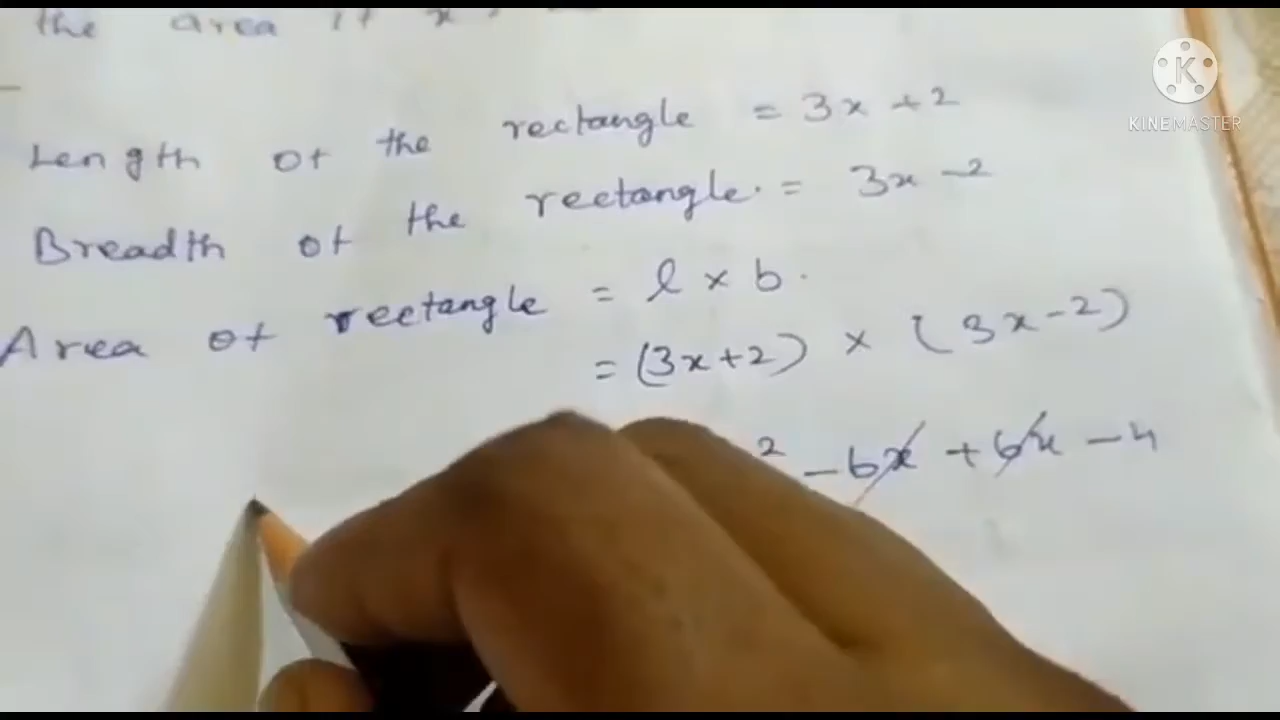 the area if x
Length of the rectangle = 3x + 2
Breadth of the rectangle. = 3x - 2
Area of rectangle = l × b.
= (3x + 2) × (3x - 2)
² - 6x + 6x - 4
K
KINEMASTER